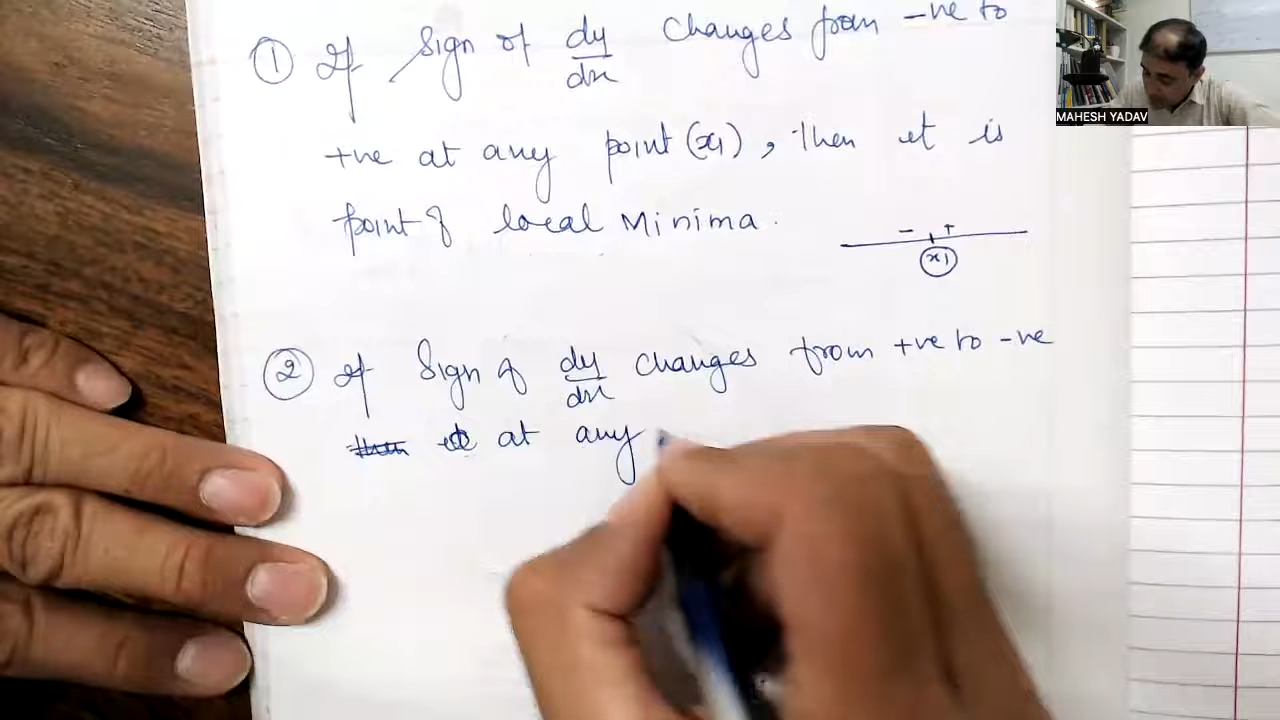 ① If sign of dy/dx changes from -ve to
MAHESH YADAV
+ve at any point (x1), then it is
point of local Minima.
- +
x1
② If sign of dy/dx changes from +ve to -ve
then it at any